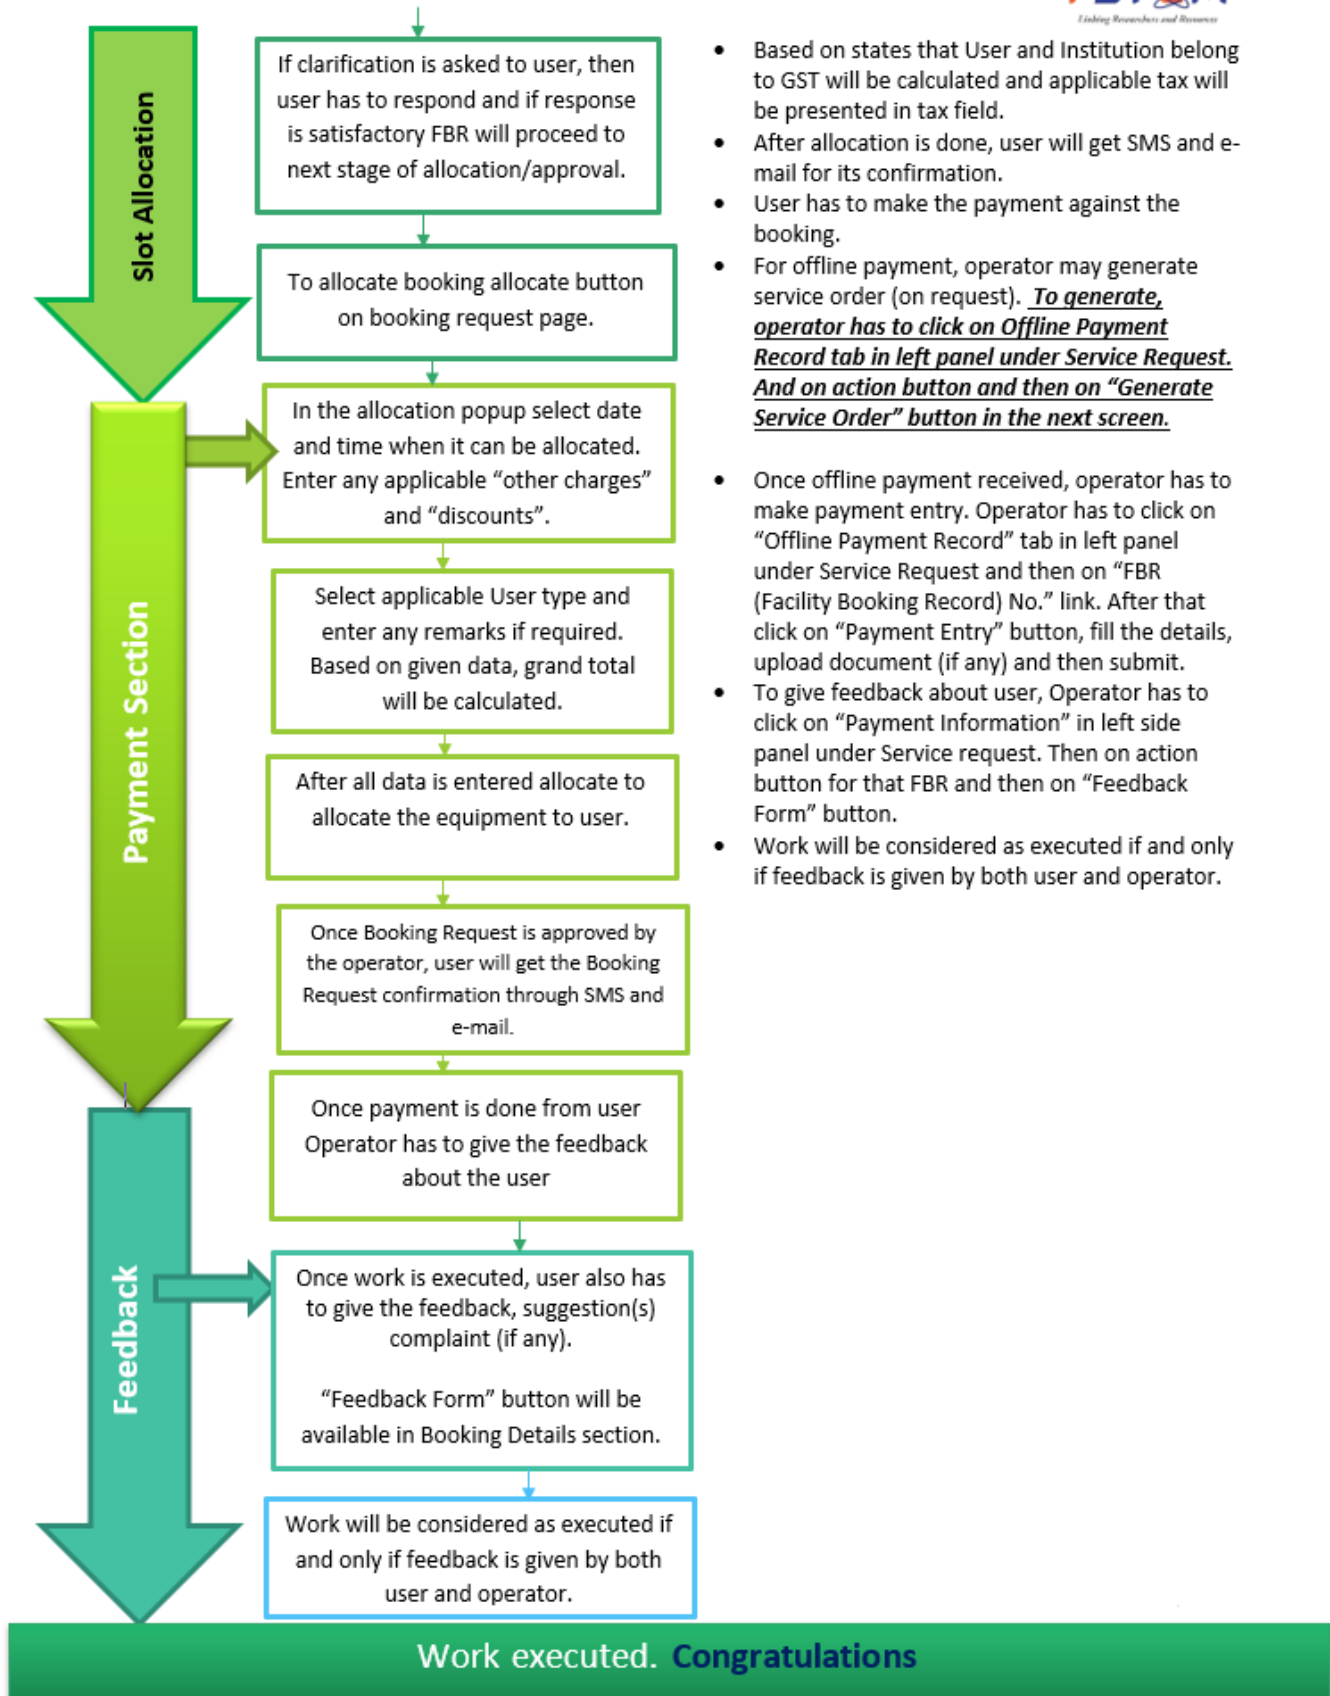 Linking Researchers and Resources
Slot Allocation
If clarification is asked to user, then
user has to respond and if response
is satisfactory FBR will proceed to
next stage of allocation/approval.
To allocate booking allocate button
on booking request page.
Payment Section
In the allocation popup select date
and time when it can be allocated.
Enter any applicable “other charges”
and “discounts”.
Select applicable User type and
enter any remarks if required.
Based on given data, grand total
will be calculated.
After all data is entered allocate to
allocate the equipment to user.
Once Booking Request is approved by
the operator, user will get the Booking
Request confirmation through SMS and
e-mail.
Once payment is done from user
Operator has to give the feedback
about the user
Feedback
Once work is executed, user also has
to give the feedback, suggestion(s)
complaint (if any).
“Feedback Form” button will be
available in Booking Details section.
Work will be considered as executed if
and only if feedback is given by both
user and operator.
• Based on states that User and Institution belong
to GST will be calculated and applicable tax will
be presented in tax field.
• After allocation is done, user will get SMS and e-
mail for its confirmation.
• User has to make the payment against the
booking.
• For offline payment, operator may generate
service order (on request). To generate,
operator has to click on Offline Payment
Record tab in left panel under Service Request.
And on action button and then on “Generate
Service Order” button in the next screen.
• Once offline payment received, operator has to
make payment entry. Operator has to click on
“Offline Payment Record” tab in left panel
under Service Request and then on “FBR
(Facility Booking Record) No.” link. After that
click on “Payment Entry” button, fill the details,
upload document (if any) and then submit.
• To give feedback about user, Operator has to
click on “Payment Information” in left side
panel under Service request. Then on action
button for that FBR and then on “Feedback
Form” button.
• Work will be considered as executed if and only
if feedback is given by both user and operator.
Work executed. Congratulations